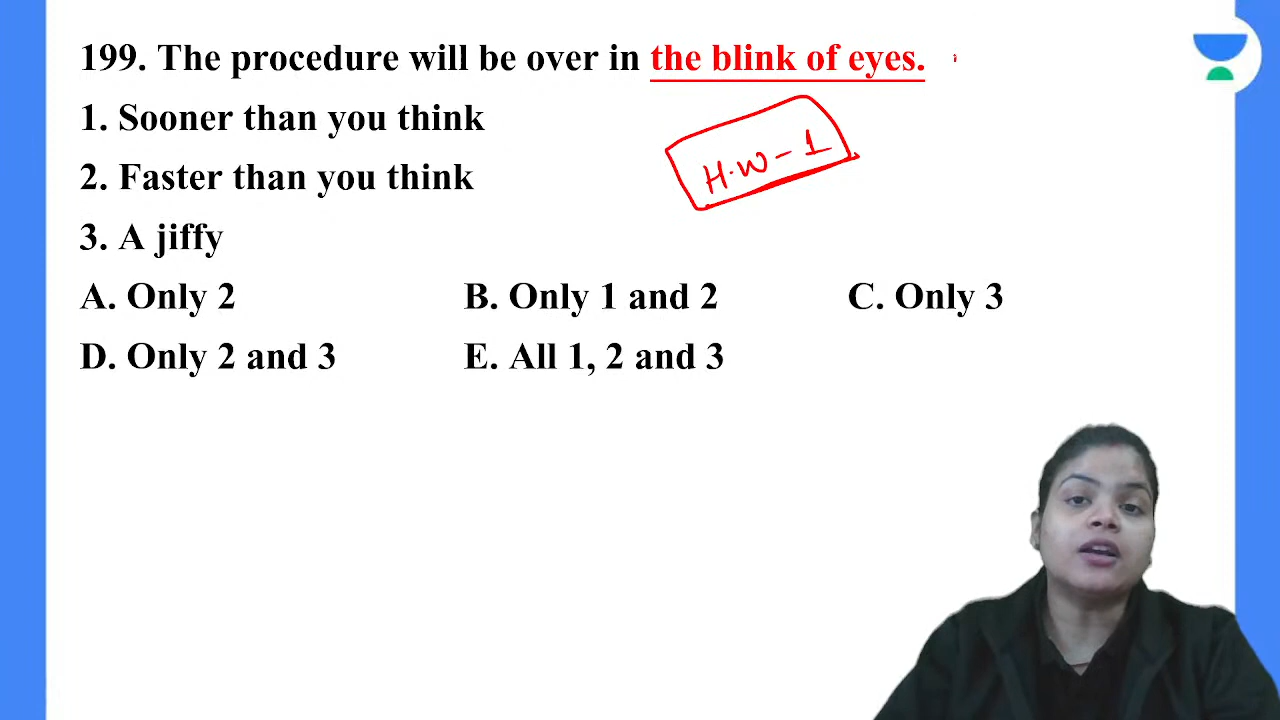 199. The procedure will be over in the blink of eyes.
1. Sooner than you think
H.W-1
2. Faster than you think
3. A jiffy
A. Only 2 B. Only 1 and 2 C. Only 3
D. Only 2 and 3 E. All 1, 2 and 3